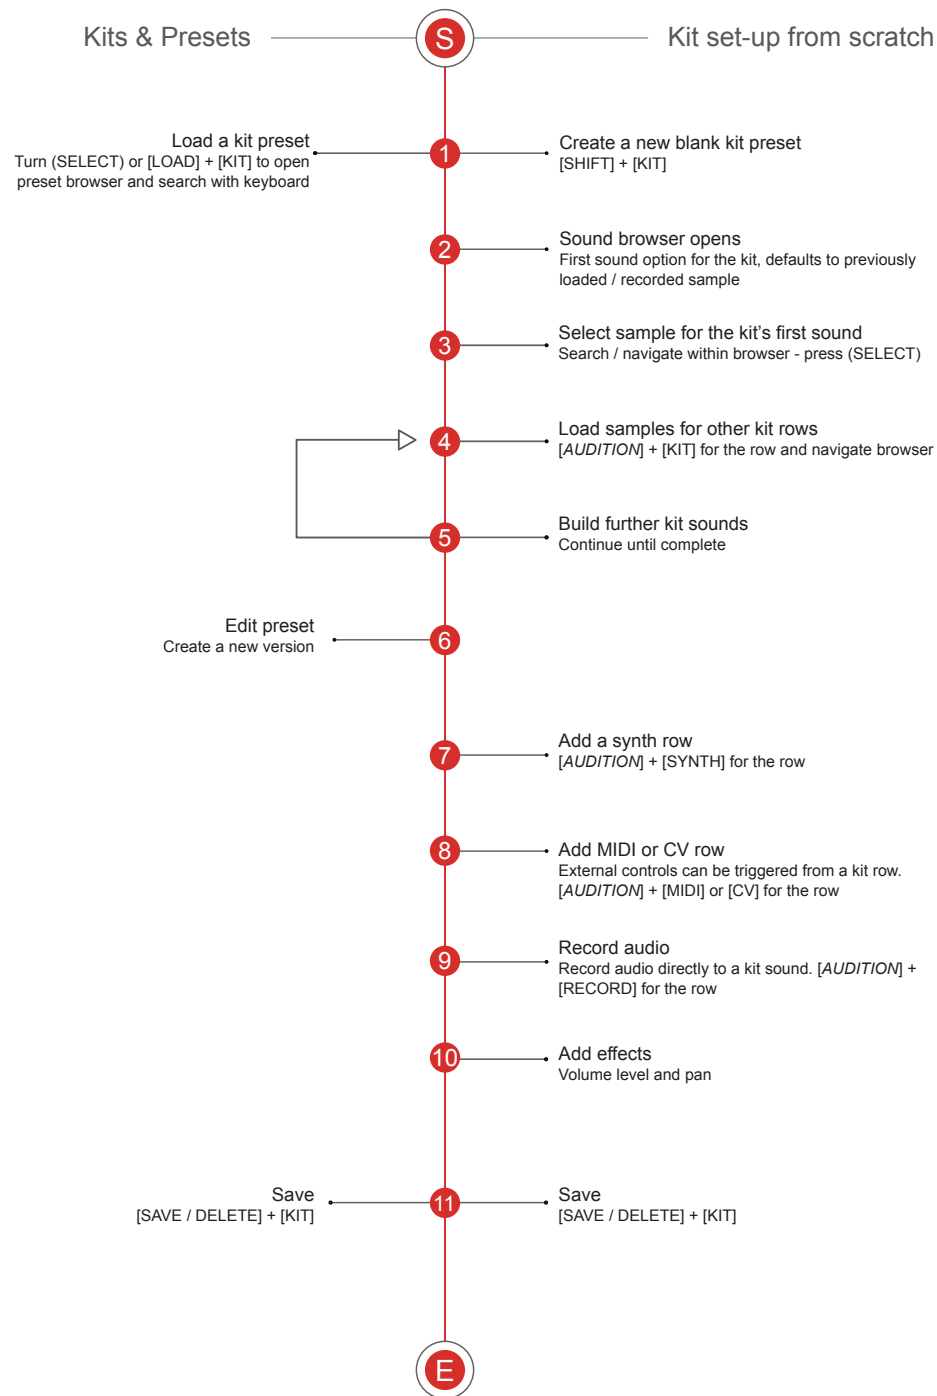 Kits & Presets
S
Kit set-up from scratch
Load a kit preset
Turn (SELECT) or [LOAD] + [KIT] to open
preset browser and search with keyboard
1
Create a new blank kit preset
[SHIFT] + [KIT]
2
Sound browser opens
First sound option for the kit, defaults to previously
loaded / recorded sample
3
Select sample for the kit’s first sound
Search / navigate within browser - press (SELECT)
4
Load samples for other kit rows
[AUDITION] + [KIT] for the row and navigate browser
5
Build further kit sounds
Continue until complete
Edit preset
Create a new version
6
7
Add a synth row
[AUDITION] + [SYNTH] for the row
8
Add MIDI or CV row
External controls can be triggered from a kit row.
[AUDITION] + [MIDI] or [CV] for the row
9
Record audio
Record audio directly to a kit sound. [AUDITION] +
[RECORD] for the row
10
Add effects
Volume level and pan
Save
[SAVE / DELETE] + [KIT]
11
Save
[SAVE / DELETE] + [KIT]
E